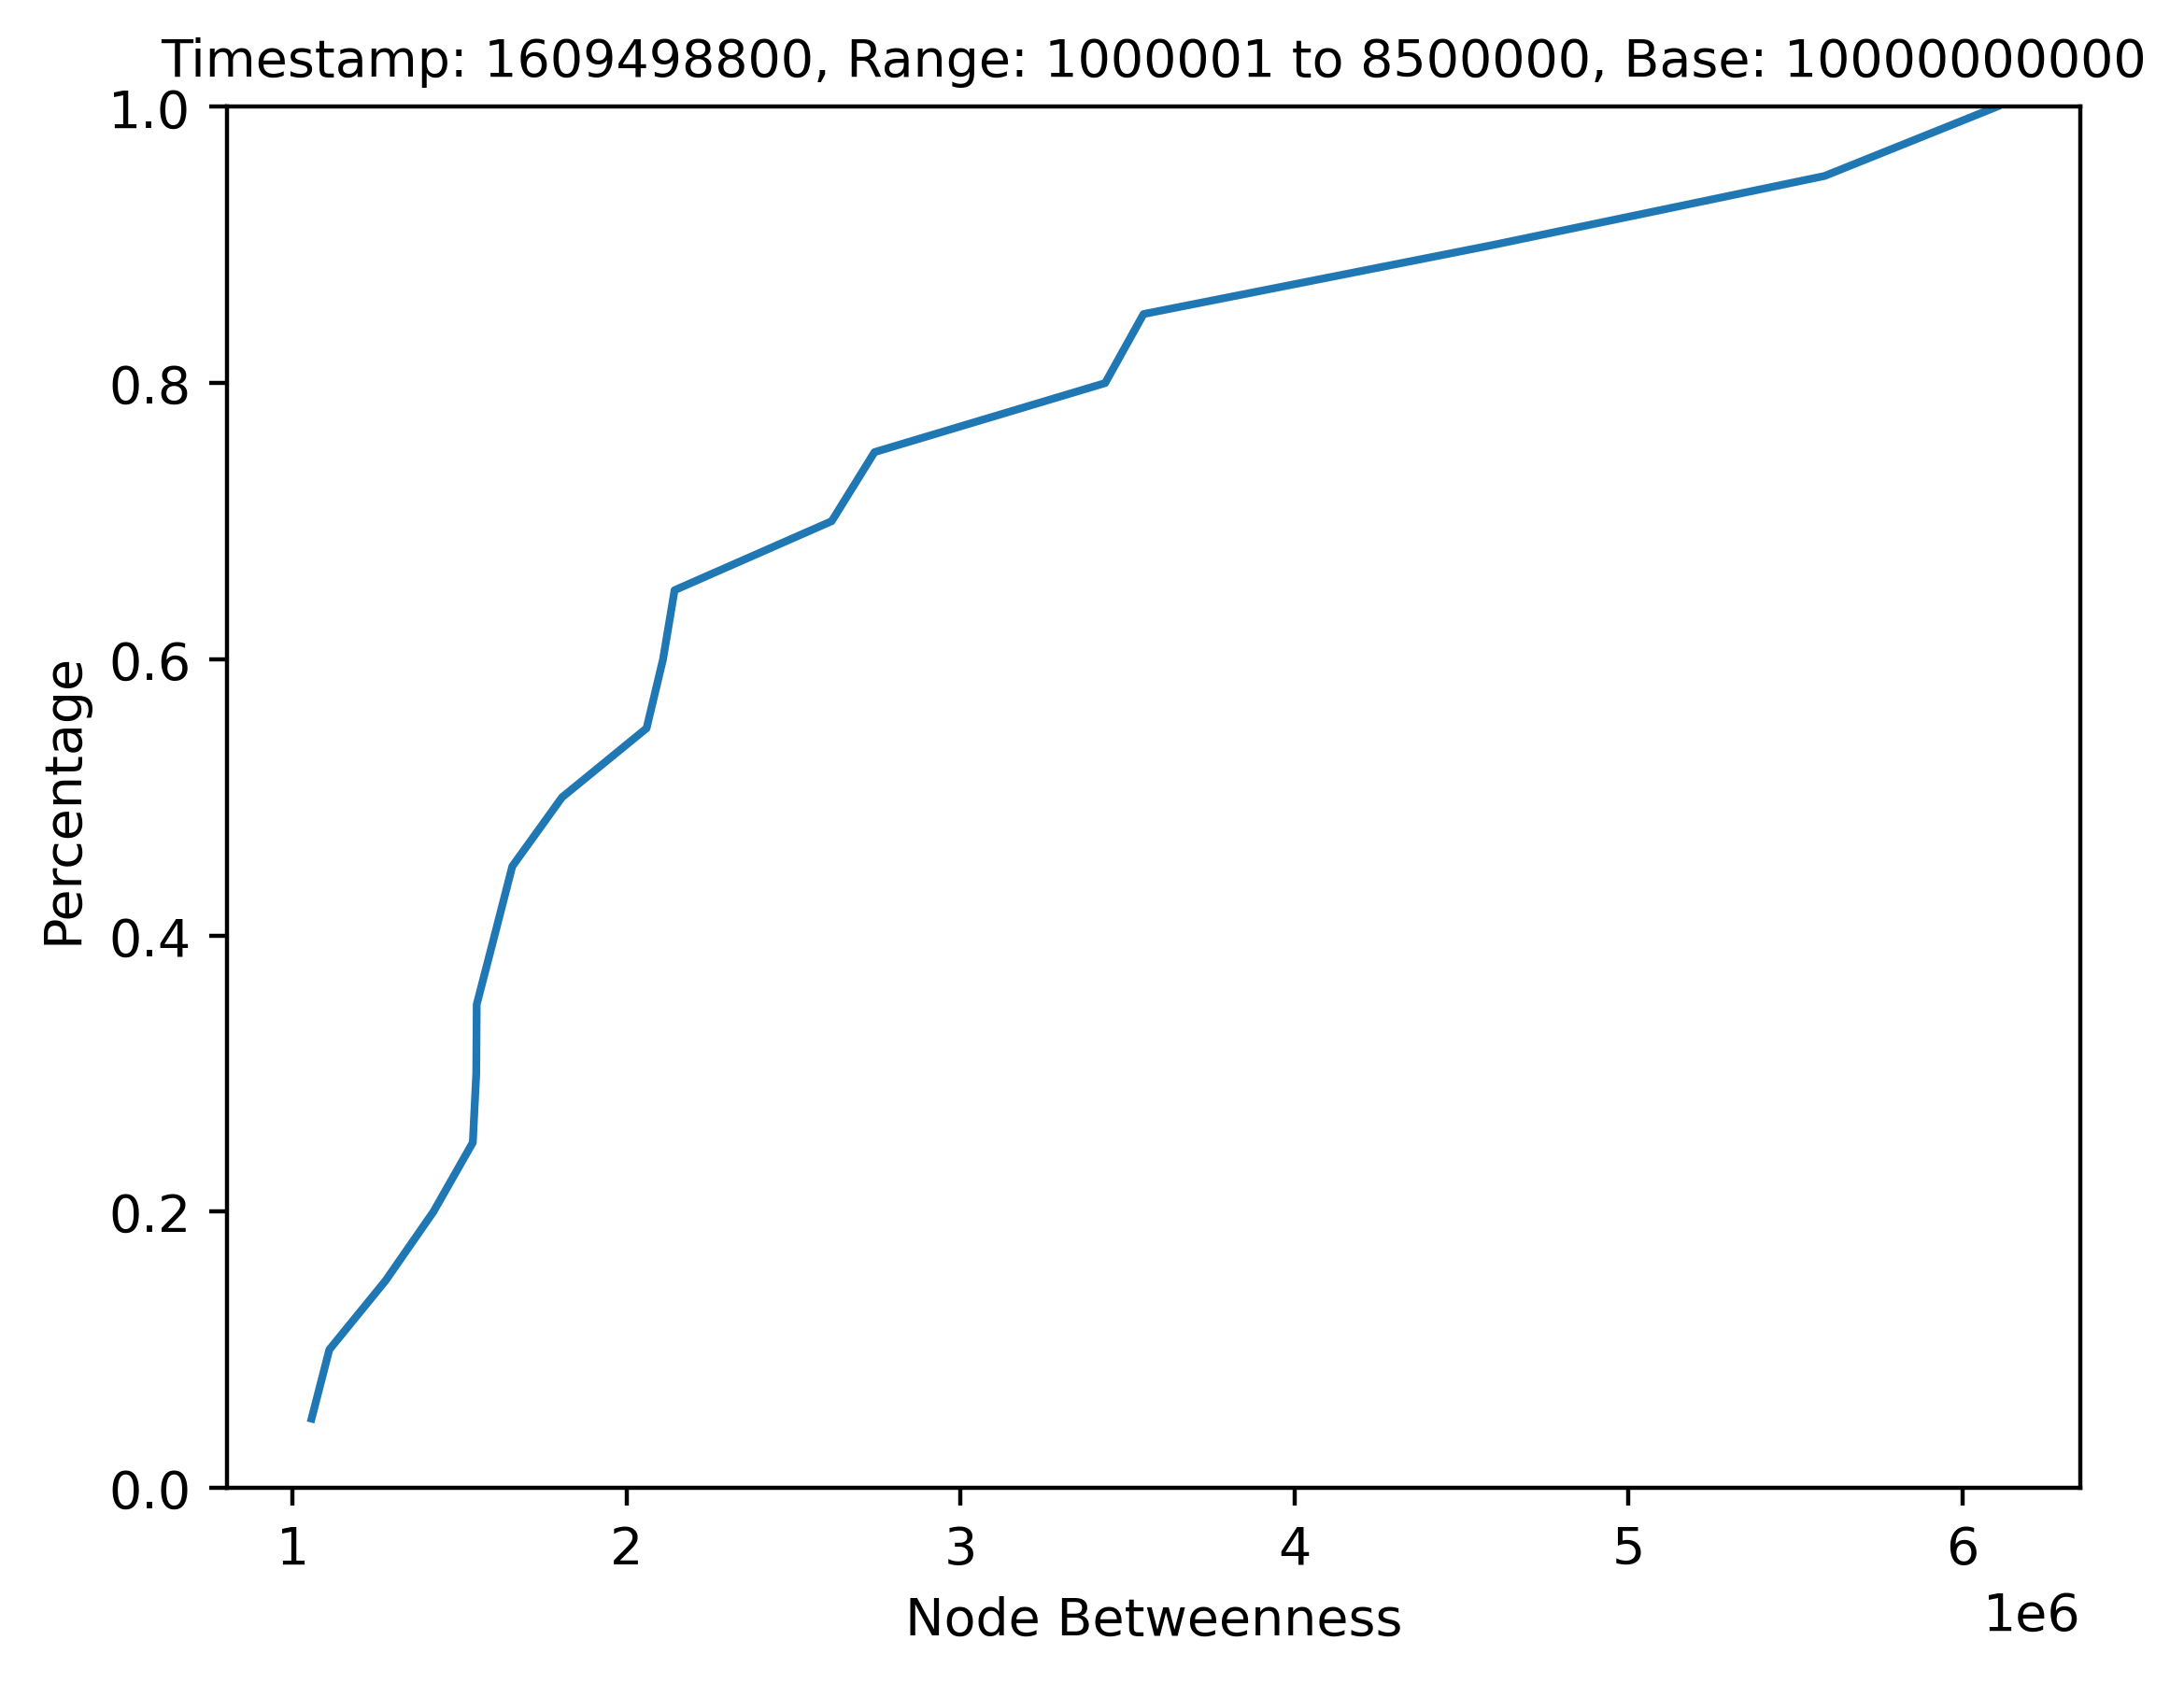 Timestamp: 1609498800, Range: 1000001 to 8500000, Base: 10000000000
1.0
0.8
0.6
0.4
0.2
0.0
Percentage
1 2 3 4 5 6
1e6
Node Betweenness